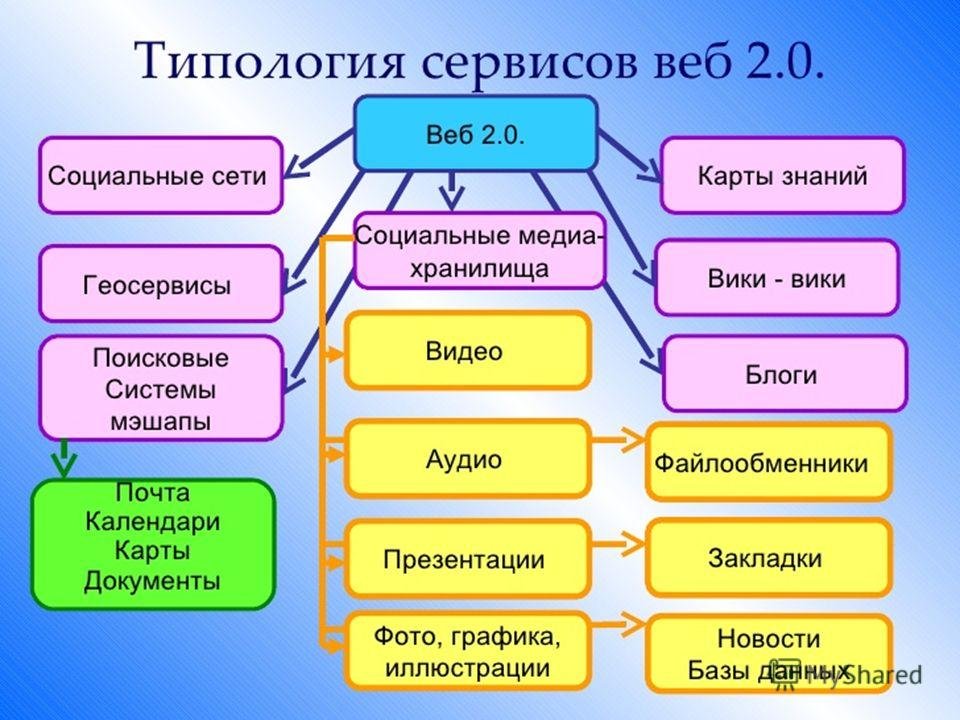 Типология сервисов веб 2.0.
Веб 2.0.
Социальные сети
Карты знаний
Социальные медиа-
хранилища
Геосервисы
Вики - вики
Поисковые
Системы
мэшапы
Видео
Блоги
Почта
Календари
Карты
Документы
Аудио
Файлообменники
Презентации
Закладки
Фото, графика,
иллюстрации
Новости
Базы данных
MyShared